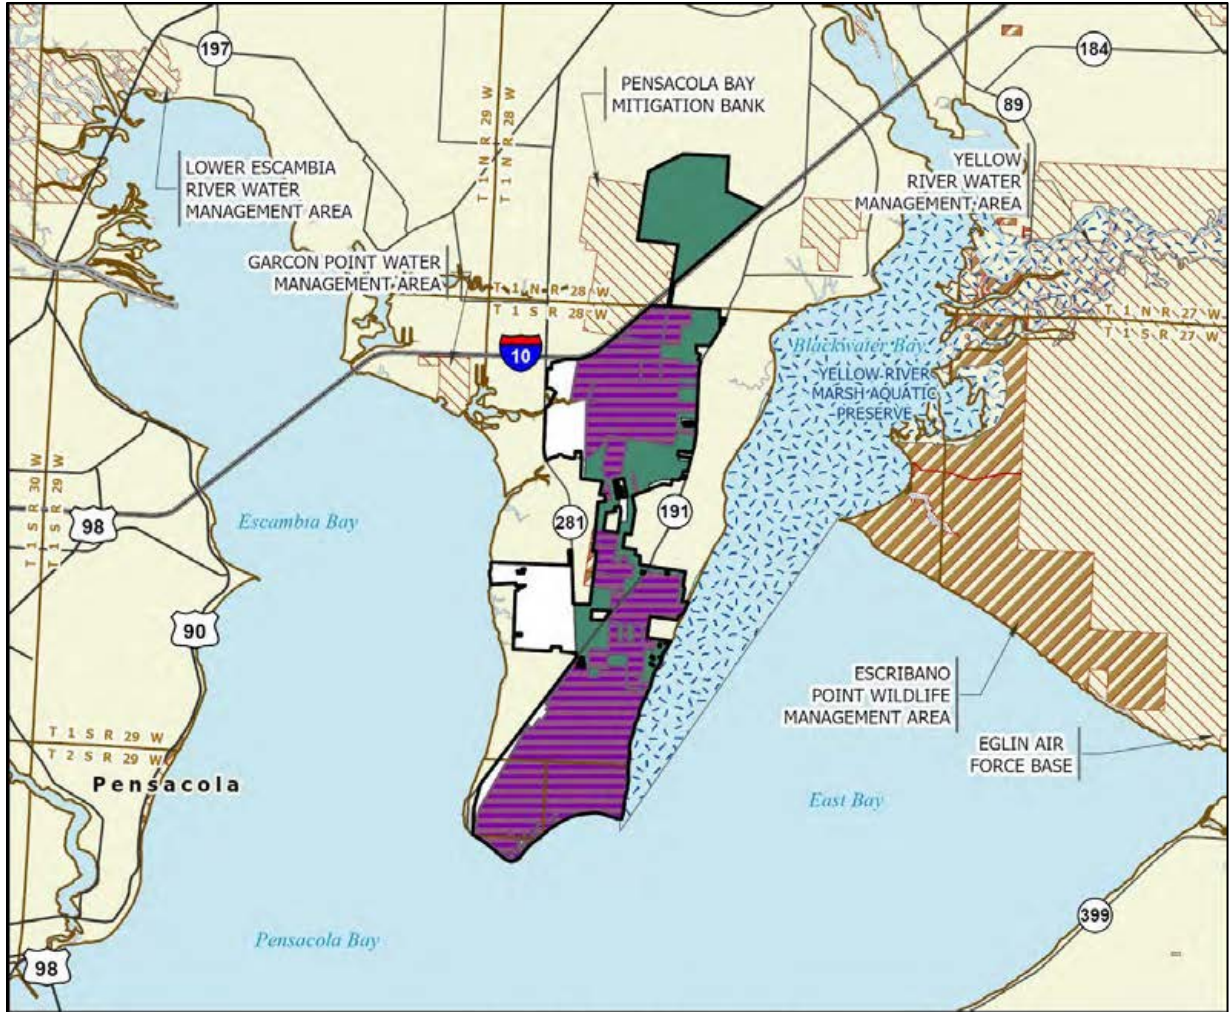 197
184
89
PENSACOLA BAY
MITIGATION BANK
T 1 N R 29 W
T 1 N R 28 W
LOWER ESCAMBIA
RIVER WATER
MANAGEMENT AREA
YELLOW
RIVER WATER
MANAGEMENT AREA
GARCON POINT WATER
MANAGEMENT AREA
T 1 N R 28 W
T 1 S R 28 W
T 1 N R 27 W
T 1 S R 27 W
10
Blackwater Bay
YELLOW RIVER
MARSH AQUATIC
PRESERVE
T 1 S R 30 W
T 1 S R 29 W
98
Escambia Bay
281
191
90
ESCRIBANO
POINT WILDLIFE
MANAGEMENT AREA
EGLIN AIR
FORCE BASE
T 1 S R 29 W
T 2 S R 29 W
Pensacola
East Bay
399
Pensacola Bay
98